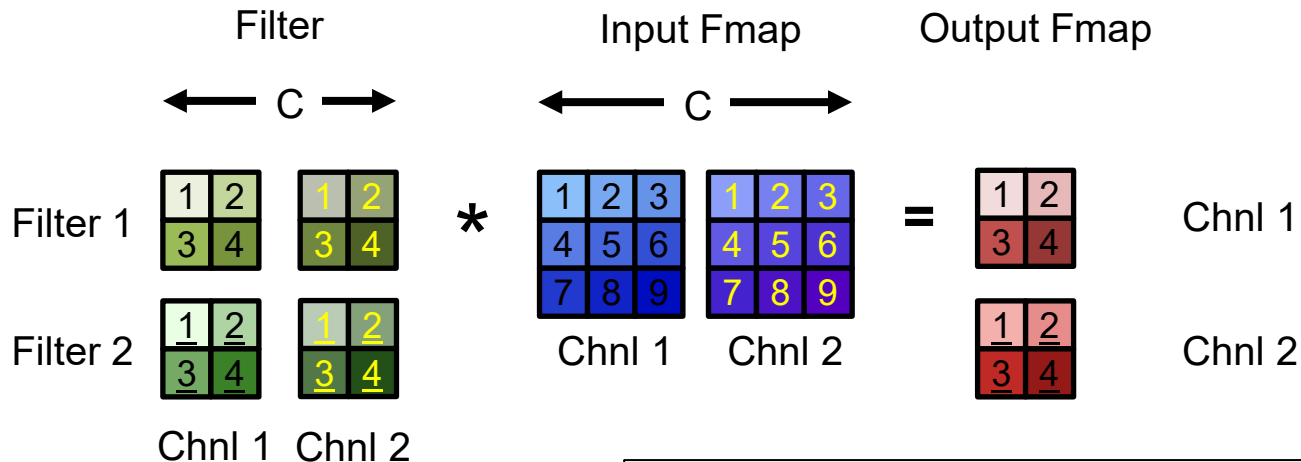 Filter Input Fmap Output Fmap
C C
1 2 1 2 1 2 3 1 2 3 1 2
Filter 1 * = Chnl 1
3 4 3 4 4 5 6 4 5 6 3 4
7 8 9 7 8 9
1 2 1 2 1 2
Filter 2 Chnl 1 Chnl 2 Chnl 2
3 4 3 4 3 4
Chnl 1 Chnl 2